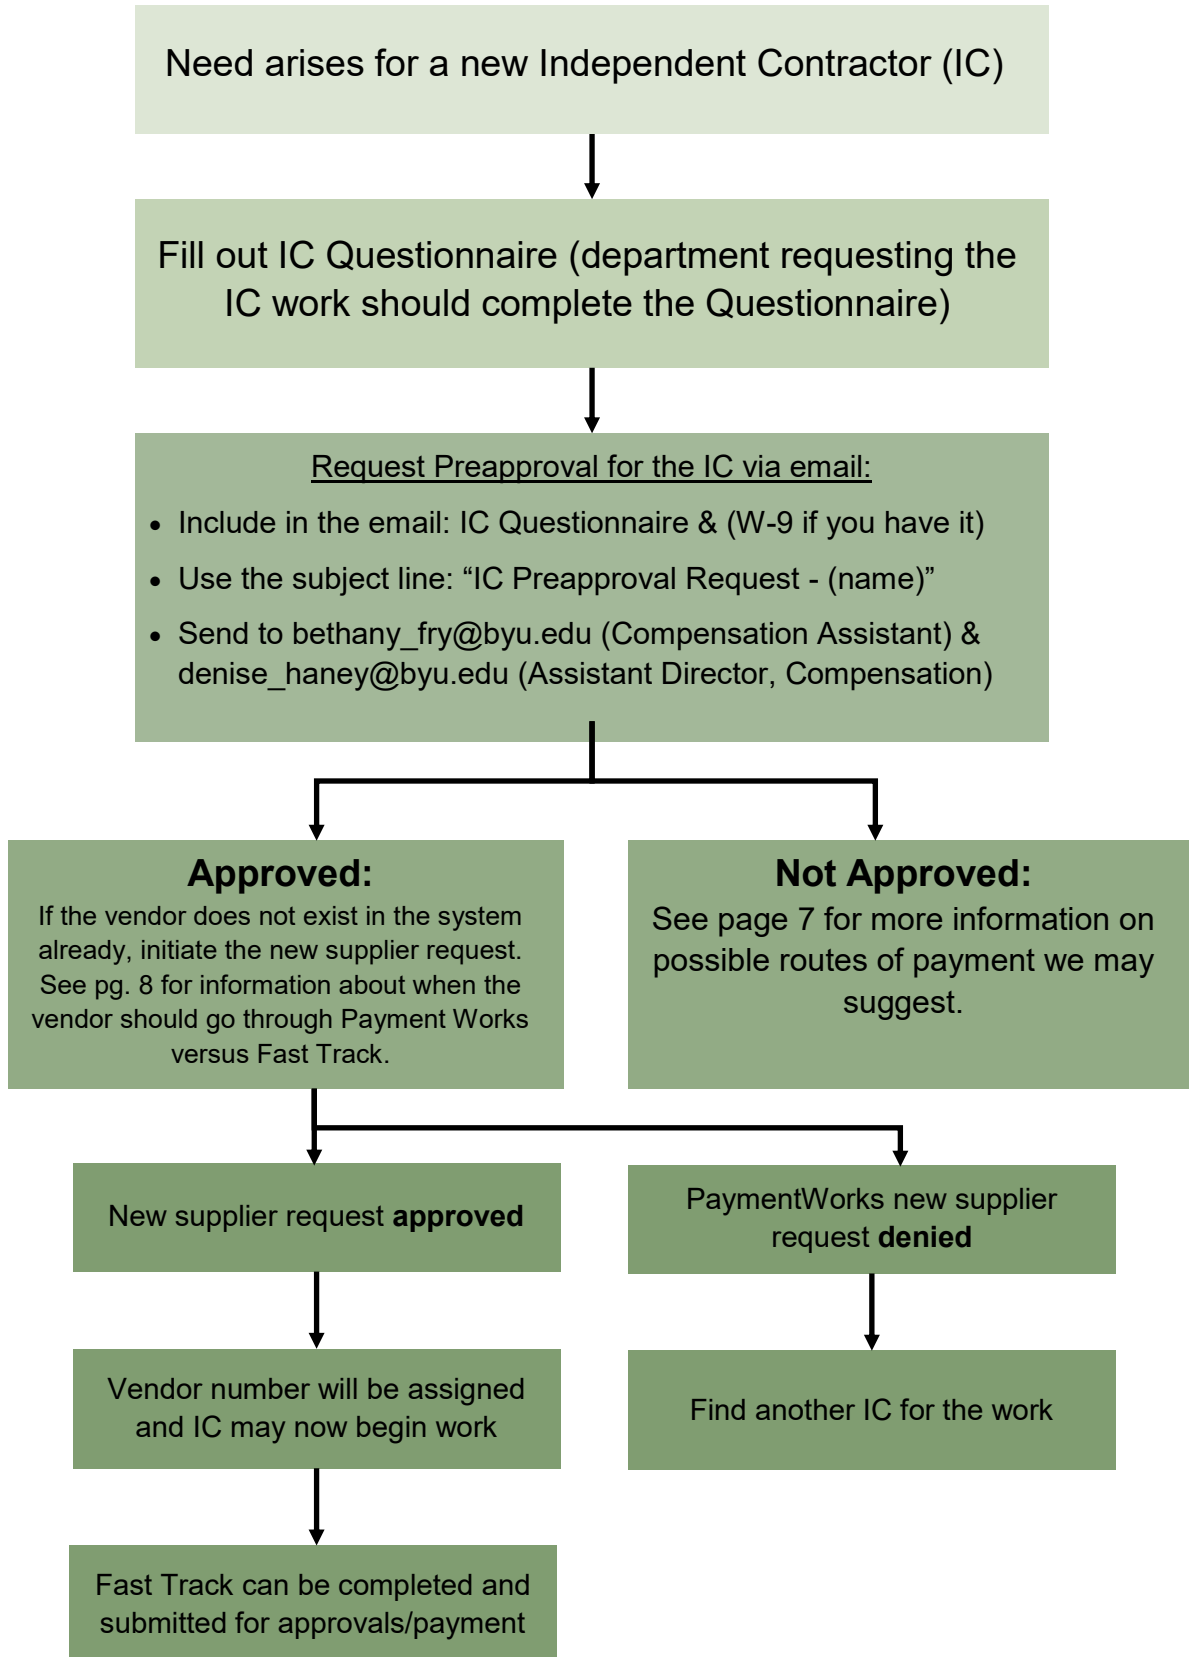 Need arises for a new Independent Contractor (IC)
Fill out IC Questionnaire (department requesting the
IC work should complete the Questionnaire)
Request Preapproval for the IC via email:
• Include in the email: IC Questionnaire & (W-9 if you have it)
• Use the subject line: “IC Preapproval Request - (name)”
• Send to bethany_fry@byu.edu (Compensation Assistant) &
denise_haney@byu.edu (Assistant Director, Compensation)
Approved:
If the vendor does not exist in the system
already, initiate the new supplier request.
See pg. 8 for information about when the
vendor should go through Payment Works
versus Fast Track.
Not Approved:
See page 7 for more information on
possible routes of payment we may
suggest.
New supplier request approved
PaymentWorks new supplier
request denied
Vendor number will be assigned
and IC may now begin work
Find another IC for the work
Fast Track can be completed and
submitted for approvals/payment